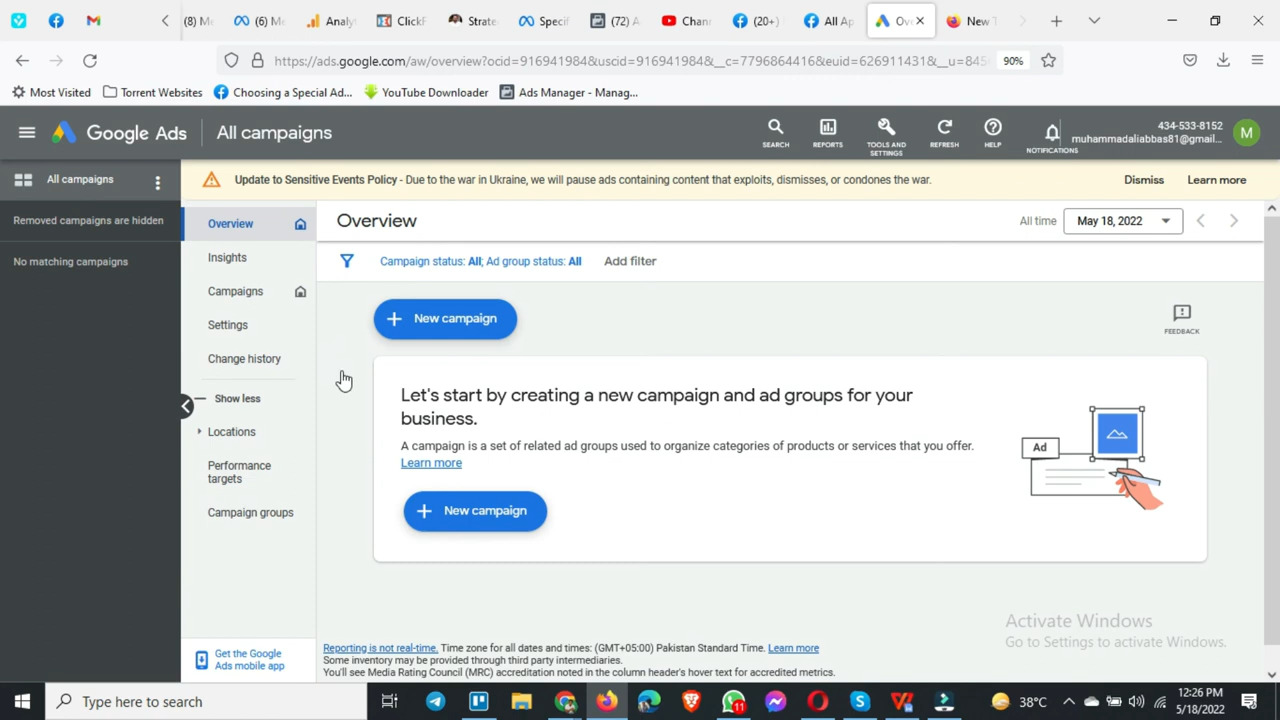 (8) Me
(6) Me
Analyt
ClickF
Strate
Specif
(72) A
Chann
(20+)
All Ap
Ove
New T
https://ads.google.com/aw/overview?ocid=916941984&uscid=916941984&__c=7796864416&euid=626911431&__u=845
90%
Most Visited
Torrent Websites
Choosing a Special Ad...
YouTube Downloader
Ads Manager - Manag...
Google Ads
All campaigns
SEARCH
REPORTS
TOOLS AND SETTINGS
REFRESH
HELP
NOTIFICATIONS
434-533-8152
muhammadaliabbas81@gmail...
M
All campaigns
Removed campaigns are hidden
No matching campaigns
Update to Sensitive Events Policy - Due to the war in Ukraine, we will pause ads containing content that exploits, dismisses, or condones the war.
Dismiss
Learn more
Overview
Insights
Campaigns
Settings
Change history
Show less
Locations
Performance
targets
Campaign groups
Get the Google
Ads mobile app
Overview
All time
May 18, 2022
Campaign status: All; Ad group status: All
Add filter
New campaign
FEEDBACK
Let's start by creating a new campaign and ad groups for your
business.
A campaign is a set of related ad groups used to organize categories of products or services that you offer.
Learn more
Ad
New campaign
Activate Windows
Go to Settings to activate Windows.
Reporting is not real-time. Time zone for all dates and times: (GMT+05:00) Pakistan Standard Time. Learn more
Some inventory may be provided through third party intermediaries.
You'll see Media Rating Council (MRC) accreditation noted in the column header's hover text for accredited metrics.
Type here to search
11
38°C
12:26 PM
5/18/2022